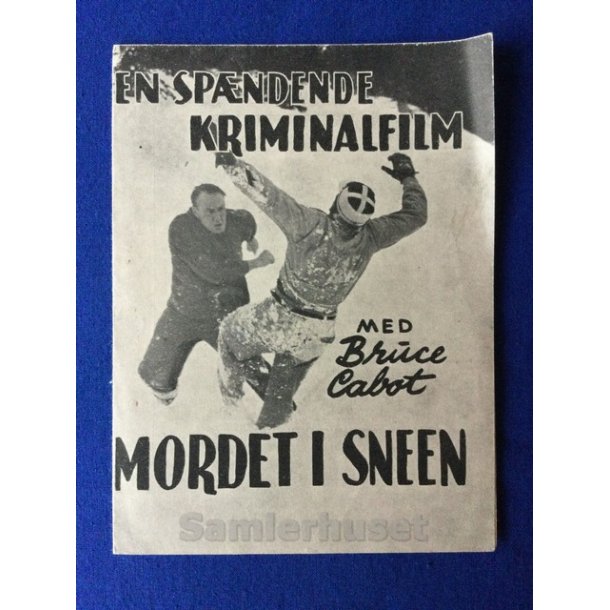 EN SPÆNDENDE
KRIMINALFILM
MED
Bruce
Cabot
MORDET I SNEEN
Samlerhuset